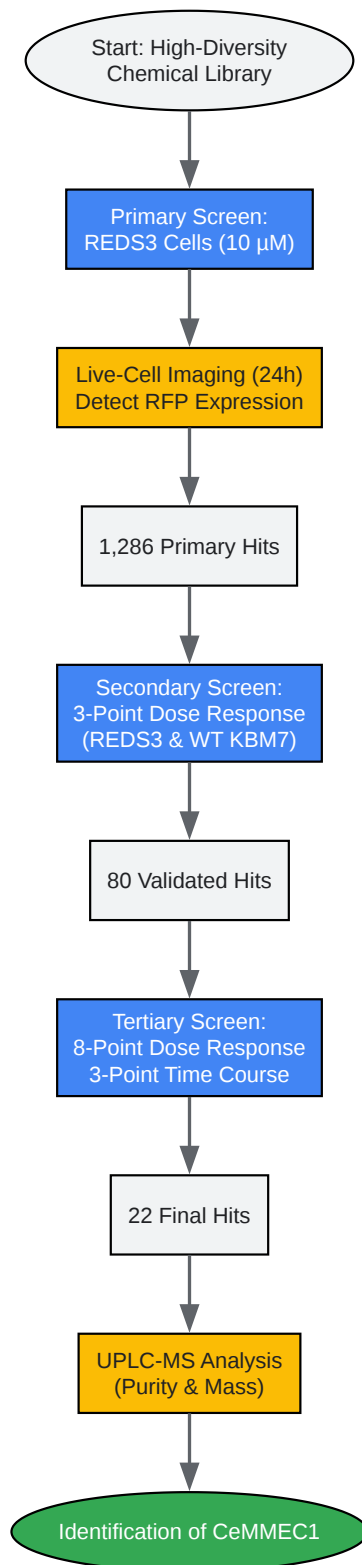 Start: High-Diversity
Chemical Library
Primary Screen:
REDS3 Cells (10 µM)
Live-Cell Imaging (24h)
Detect RFP Expression
1,286 Primary Hits
Secondary Screen:
3-Point Dose Response
(REDS3 & WT KBM7)
80 Validated Hits
Tertiary Screen:
8-Point Dose Response
3-Point Time Course
22 Final Hits
UPLC-MS Analysis
(Purity & Mass)
Identification of CeMMEC1